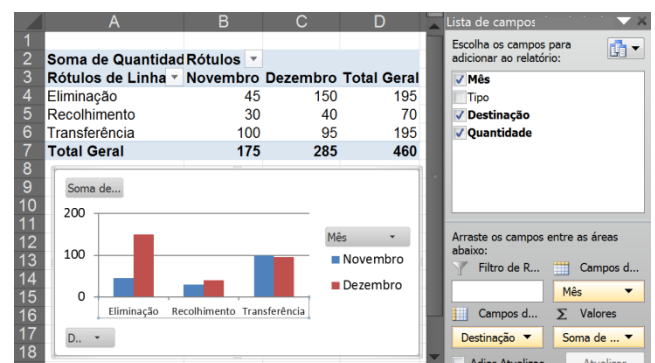 A B C D
1
2 Soma de Quantidad Rótulos
3 Rótulos de Linha Novembro Dezembro Total Geral
4 Eliminação 45 150 195
5 Recolhimento 30 40 70
6 Transferência 100 95 195
7 Total Geral 175 285 460
8
9 Soma de...
10
11 200
12
13 100
14
15 0
16 Eliminação Recolhimento Transferência
17 D..
18
Mês
Novembro
Dezembro
Lista de campos
Escolha os campos para
adicionar ao relatório:
Mês
Tipo
Destinação
Quantidade
Arraste os campos entre as áreas
abaixo:
Filtro de R... Campos d...
Mês
Campos d... Σ Valores
Destinação Soma de ...